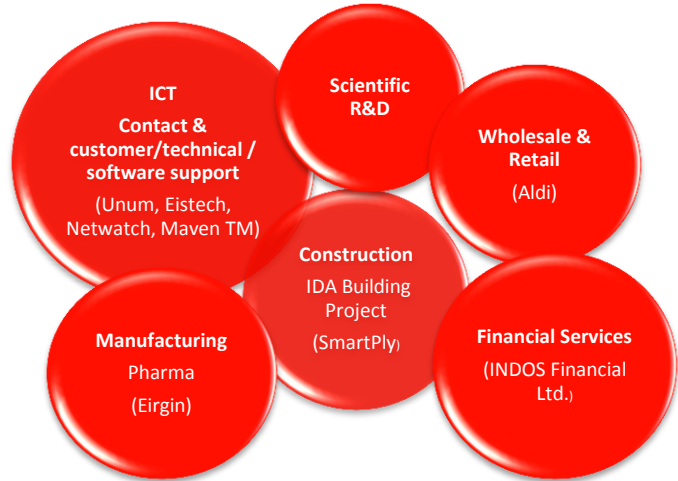 ICT
Contact &
customer/technical /
software support
(Unum, Eistech,
Netwatch, Maven TM)
Scientific
R&D
Wholesale &
Retail
(Aldi)
Construction
IDA Building
Project
(SmartPly)
Manufacturing
Pharma
(Eirgin)
Financial Services
(INDOS Financial
Ltd.)